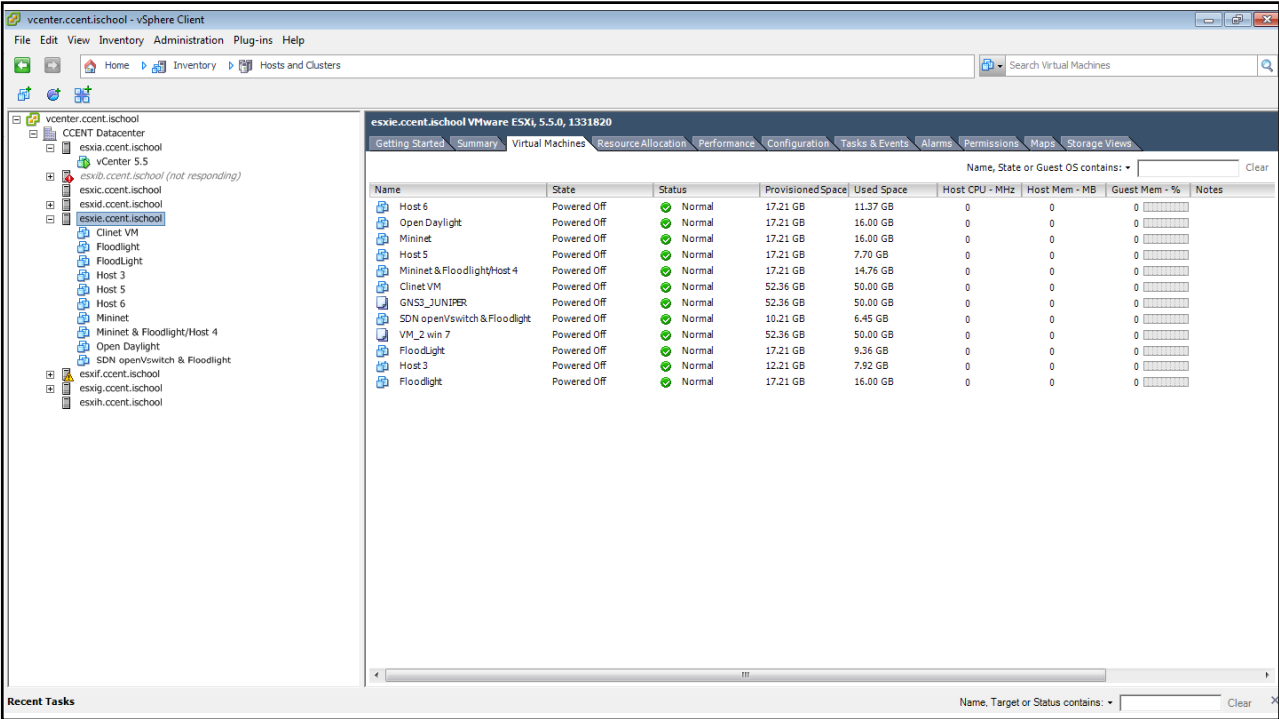 vcenter.ccent.ischool - vSphere Client
File Edit View Inventory Administration Plug-ins Help
Home Inventory Hosts and Clusters
Search Virtual Machines
vcenter.ccent.ischool
CCENT Datacenter
esxia.ccent.ischool
vCenter 5.5
esxib.ccent.ischool (not responding)
esxic.ccent.ischool
esxid.ccent.ischool
esxie.ccent.ischool
Clinet VM
Floodlight
FloodLight
Host 3
Host 5
Host 6
Mininet
Mininet & Floodlight/Host 4
Open Daylight
SDN openVswitch & Floodlight
esxif.ccent.ischool
esxig.ccent.ischool
esxih.ccent.ischool
esxie.ccent.ischool VMware ESXi, 5.5.0, 1331820
Getting Started Summary Virtual Machines Resource Allocation Performance Configuration Tasks & Events Alarms Permissions Maps Storage Views
Name, State or Guest OS contains: Clear
Name State Status Provisioned Space Used Space Host CPU - MHz Host Mem - MB Guest Mem - % Notes
Host 6 Powered Off Normal 17.21 GB 11.37 GB 0 0 0
Open Daylight Powered Off Normal 17.21 GB 16.00 GB 0 0 0
Mininet Powered Off Normal 17.21 GB 16.00 GB 0 0 0
Host 5 Powered Off Normal 17.21 GB 7.70 GB 0 0 0
Mininet & Floodlight/Host 4 Powered Off Normal 17.21 GB 14.76 GB 0 0 0
Clinet VM Powered Off Normal 52.36 GB 50.00 GB 0 0 0
GNS3_JUNIPER Powered Off Normal 52.36 GB 50.00 GB 0 0 0
SDN openVswitch & Floodlight Powered Off Normal 10.21 GB 6.45 GB 0 0 0
VM_2 win 7 Powered Off Normal 52.36 GB 50.00 GB 0 0 0
FloodLight Powered Off Normal 17.21 GB 9.36 GB 0 0 0
Host 3 Powered Off Normal 12.21 GB 7.92 GB 0 0 0
Floodlight Powered Off Normal 17.21 GB 16.00 GB 0 0 0
Recent Tasks Name, Target or Status contains: Clear